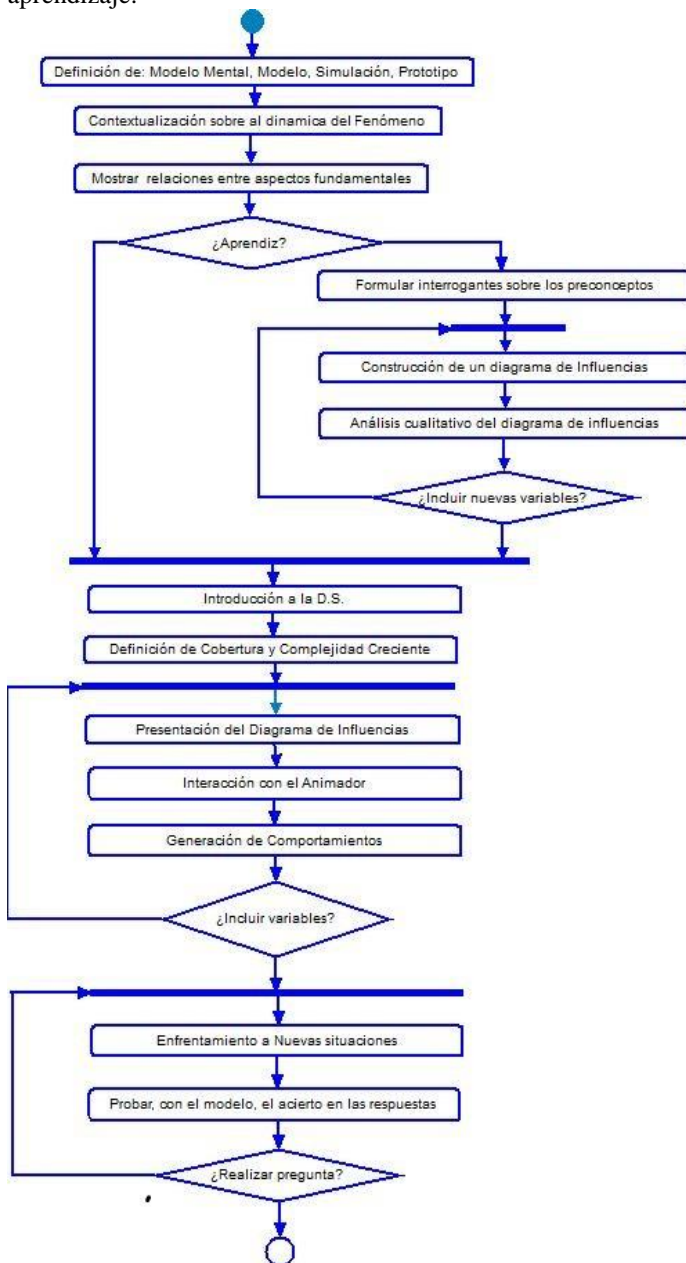 aprendizaje.
Definición de: Modelo Mental, Modelo, Simulación, Prototipo
Contextualización sobre al dinamica del Fenómeno
Mostrar relaciones entre aspectos fundamentales
¿Aprendiz?
Formular interrogantes sobre los preconceptos
Construcción de un diagrama de Influencias
Análisis cualitativo del diagrama de influencias
¿Incluir nuevas variables?
Introducción a la D.S.
Definición de Cobertura y Complejidad Creciente
Presentación del Diagrama de Influencias
Interacción con el Animador
Generación de Comportamientos
¿Incluir variables?
Enfrentamiento a Nuevas situaciones
Probar, con el modelo, el acierto en las respuestas
¿Realizar pregunta?